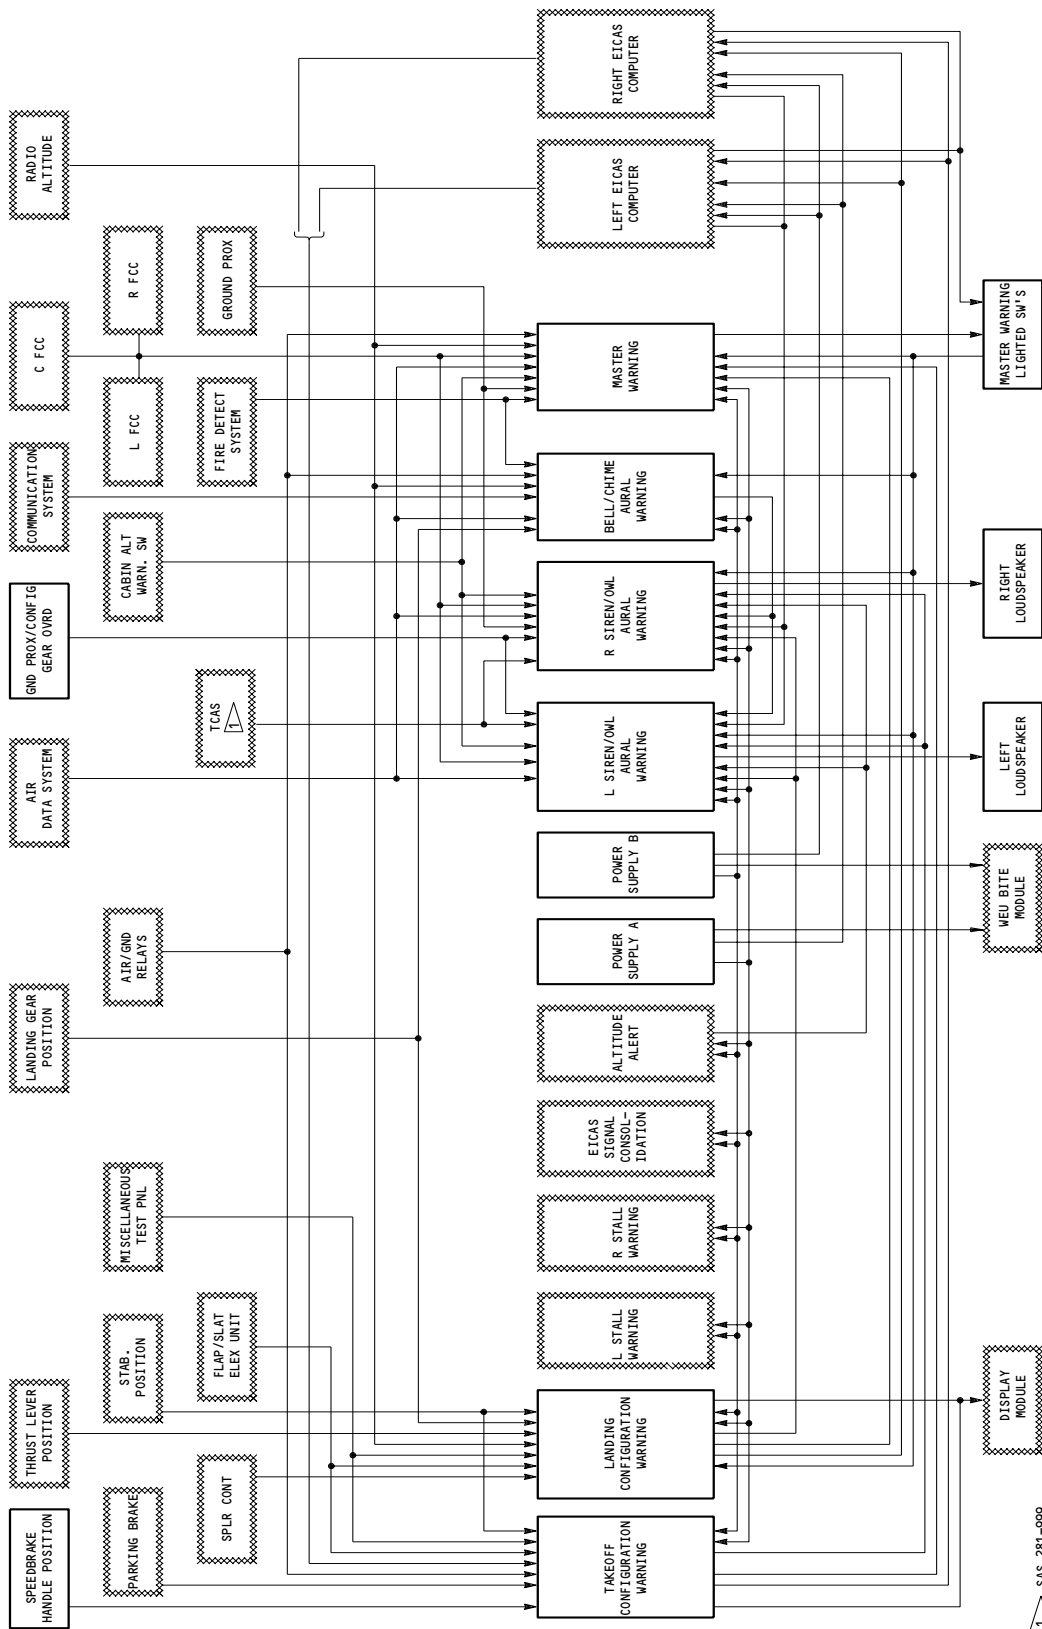 SPEEDBRAKE
HANDLE POSITION
THRUST LEVER
POSITION
LANDING GEAR
POSITION
AIR
DATA SYSTEM
GND PROX/CONFIG
GEAR OVRD
COMMUNICATION
SYSTEM
C FCC
RADIO
ALTITUDE
PARKING BRAKE
STAB.
POSITION
MISCELLANEOUS
TEST PNL
AIR/GND
RELAYS
CABIN ALT
WARN. SW
L FCC
R FCC
SPLR CONT
FLAP/SLAT
ELEX UNIT
TCAS
1
FIRE DETECT
SYSTEM
GROUND PROX
TAKEOFF
CONFIGURATION
WARNING
LANDING
CONFIGURATION
WARNING
L STALL
WARNING
R STALL
WARNING
EICAS
SIGNAL
CONSOL-
IDATION
ALTITUDE
ALERT
POWER
SUPPLY A
POWER
SUPPLY B
L SIREN/OWL
AURAL
WARNING
R SIREN/OWL
AURAL
WARNING
BELL/CHIME
AURAL
WARNING
MASTER
WARNING
LEFT EICAS
COMPUTER
RIGHT EICAS
COMPUTER
DISPLAY
MODULE
WEU BITE
MODULE
LEFT
LOUDSPEAKER
RIGHT
LOUDSPEAKER
MASTER WARNING
LIGHTED SW'S
1 SAS 281-999